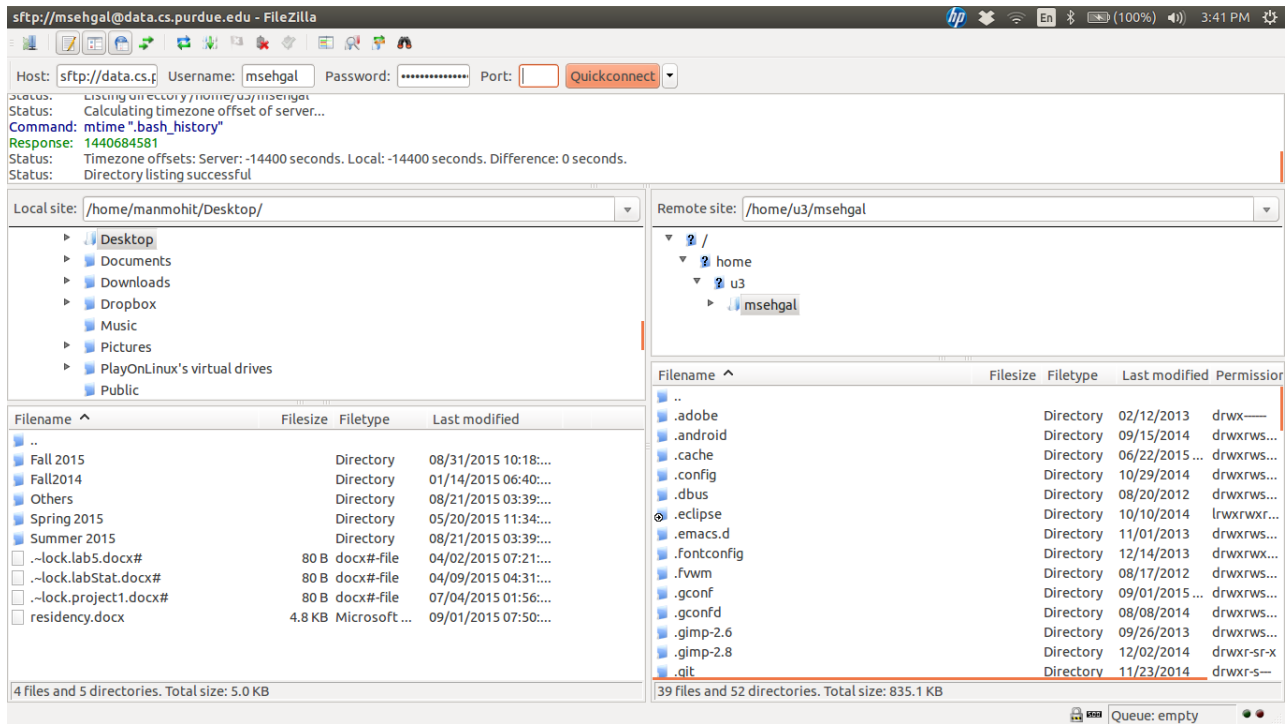 sftp://msehgal@data.cs.purdue.edu - FileZilla
hp En (100%) 3:41 PM
Host: sftp://data.cs.p Username: msehgal Password: ••••••••••••••• Port: Quickconnect
Status: Listing directory /home/u3/msehgal
Status: Calculating timezone offset of server...
Command: mtime ".bash_history"
Response: 1440684581
Status: Timezone offsets: Server: -14400 seconds. Local: -14400 seconds. Difference: 0 seconds.
Status: Directory listing successful
Local site: /home/manmohit/Desktop/
Desktop
Documents
Downloads
Dropbox
Music
Pictures
PlayOnLinux's virtual drives
Public
Filename Filesize Filetype Last modified
..
Fall 2015 Directory 08/31/2015 10:18:...
Fall2014 Directory 01/14/2015 06:40:...
Others Directory 08/21/2015 03:39:...
Spring 2015 Directory 05/20/2015 11:34:...
Summer 2015 Directory 08/21/2015 03:39:...
.~lock.lab5.docx# 80 B docx#-file 04/02/2015 07:21:...
.~lock.labStat.docx# 80 B docx#-file 04/09/2015 04:31:...
.~lock.project1.docx# 80 B docx#-file 07/04/2015 01:56:...
residency.docx 4.8 KB Microsoft ... 09/01/2015 07:50:...
4 files and 5 directories. Total size: 5.0 KB
Remote site: /home/u3/msehgal
/
home
u3
msehgal
Filename Filesize Filetype Last modified Permission
..
.adobe Directory 02/12/2013 drwx------
.android Directory 09/15/2014 drwxrws...
.cache Directory 06/22/2015 ... drwxrws...
.config Directory 10/29/2014 drwxrws...
.dbus Directory 08/20/2012 drwxrws...
.eclipse Directory 10/10/2014 lrwxrwxr...
.emacs.d Directory 11/01/2013 drwxrws...
.fontconfig Directory 12/14/2013 drwxrwx...
.fvwm Directory 08/17/2012 drwxrws...
.gconf Directory 09/01/2015 ... drwxrws...
.gconfd Directory 08/08/2014 drwxrws...
.gimp-2.6 Directory 09/26/2013 drwxrws...
.gimp-2.8 Directory 12/02/2014 drwxr-sr-x
.git Directory 11/23/2014 drwxr-s---
39 files and 52 directories. Total size: 835.1 KB
Queue: empty